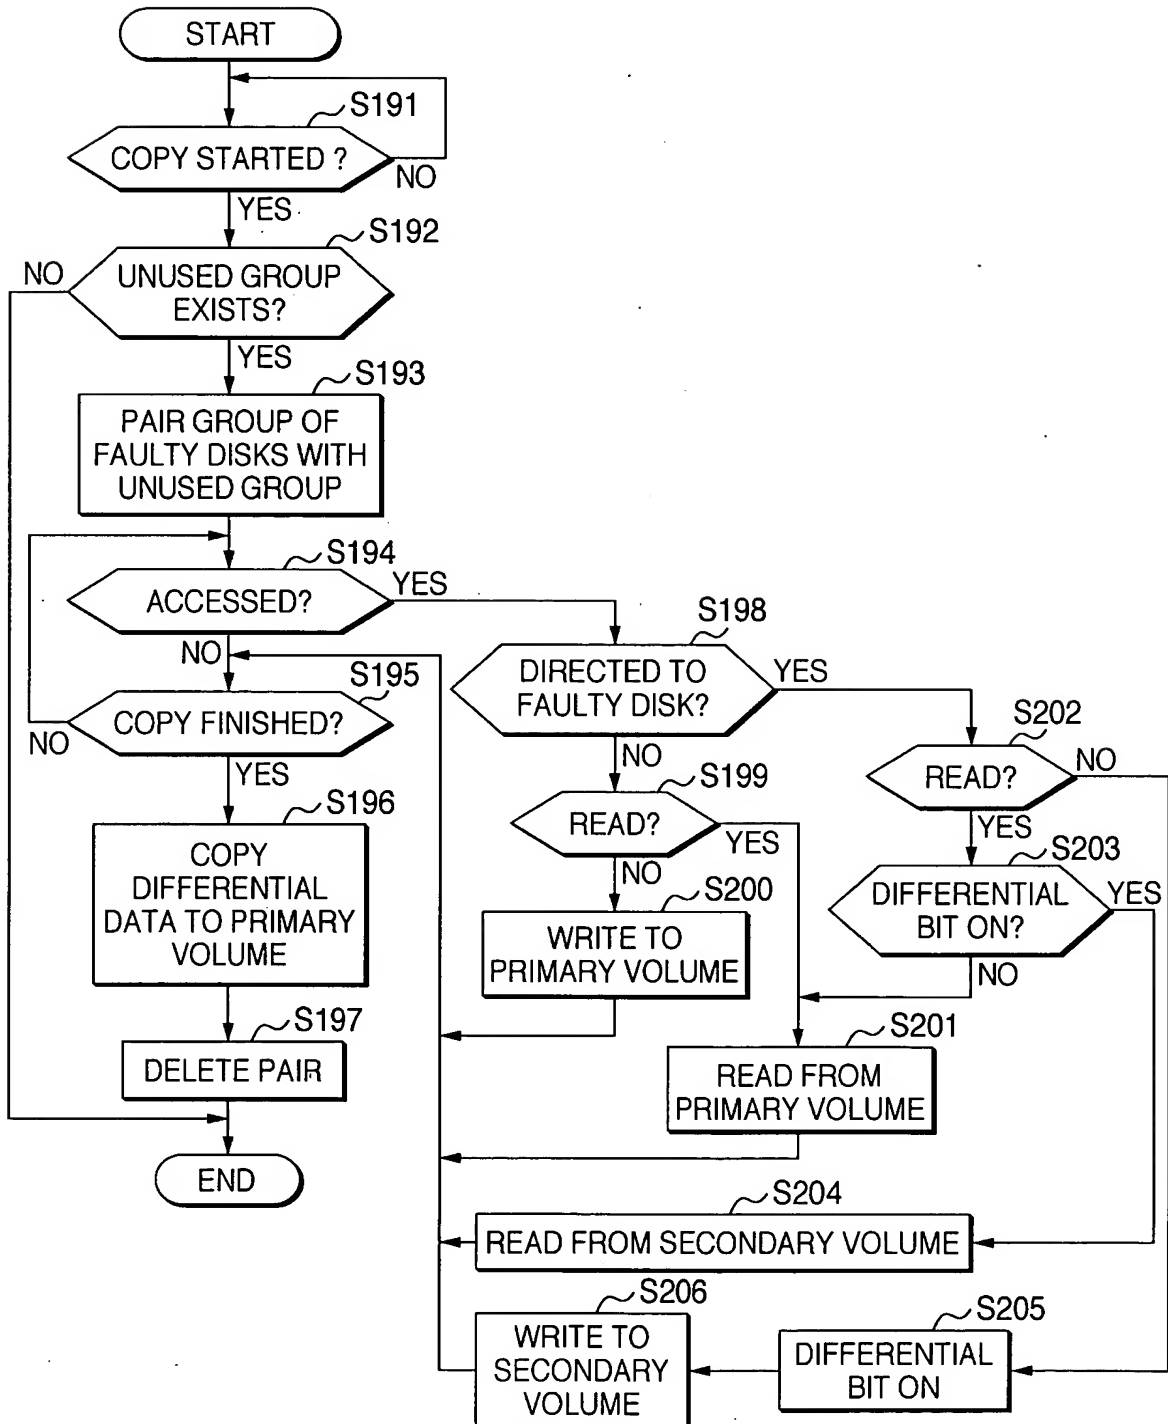 START
S191
COPY STARTED ?
NO
YES
S192
NO
UNUSED GROUP
EXISTS?
YES
S193
PAIR GROUP OF
FAULTY DISKS WITH
UNUSED GROUP
S194
ACCESSED?
YES
NO
S195
COPY FINISHED?
NO
YES
S196
COPY
DIFFERENTIAL
DATA TO PRIMARY
VOLUME
S197
DELETE PAIR
END
S198
DIRECTED TO
FAULTY DISK?
YES
NO
S199
READ?
YES
NO
S200
WRITE TO
PRIMARY VOLUME
S201
READ FROM
PRIMARY VOLUME
S202
READ?
NO
YES
S203
DIFFERENTIAL
BIT ON?
YES
NO
S204
READ FROM SECONDARY VOLUME
S205
DIFFERENTIAL
BIT ON
S206
WRITE TO
SECONDARY
VOLUME